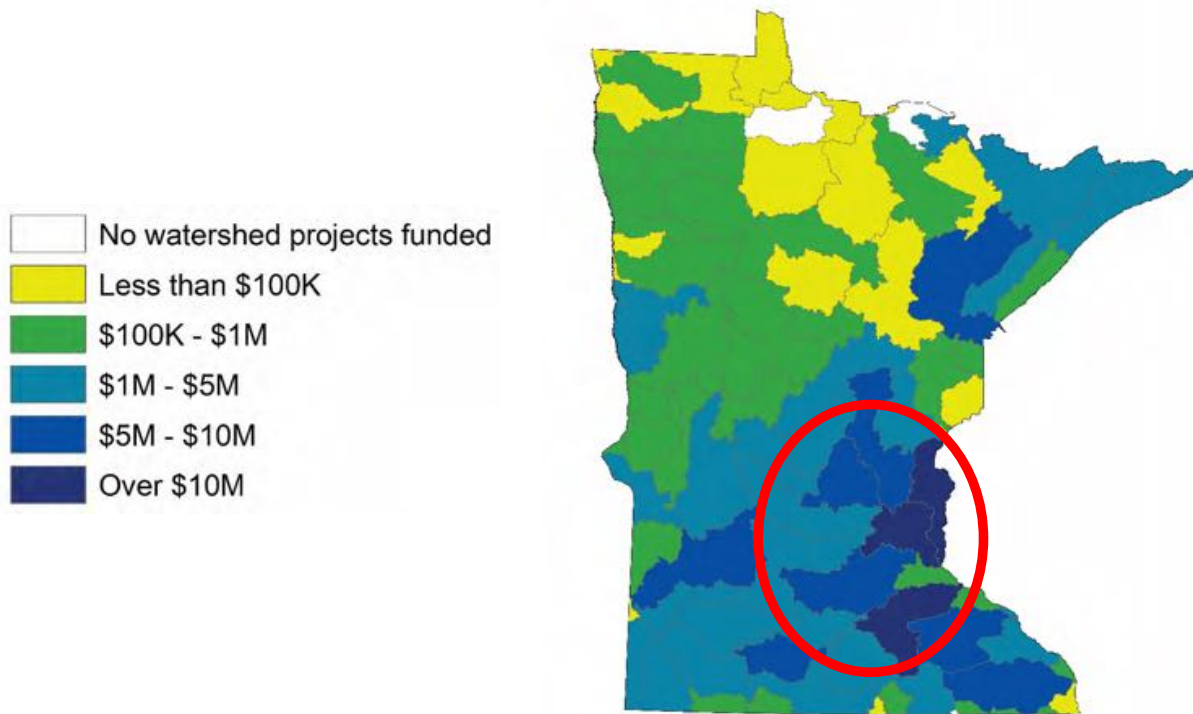 No watershed projects funded
Less than $100K
$100K - $1M
$1M - $5M
$5M - $10M
Over $10M